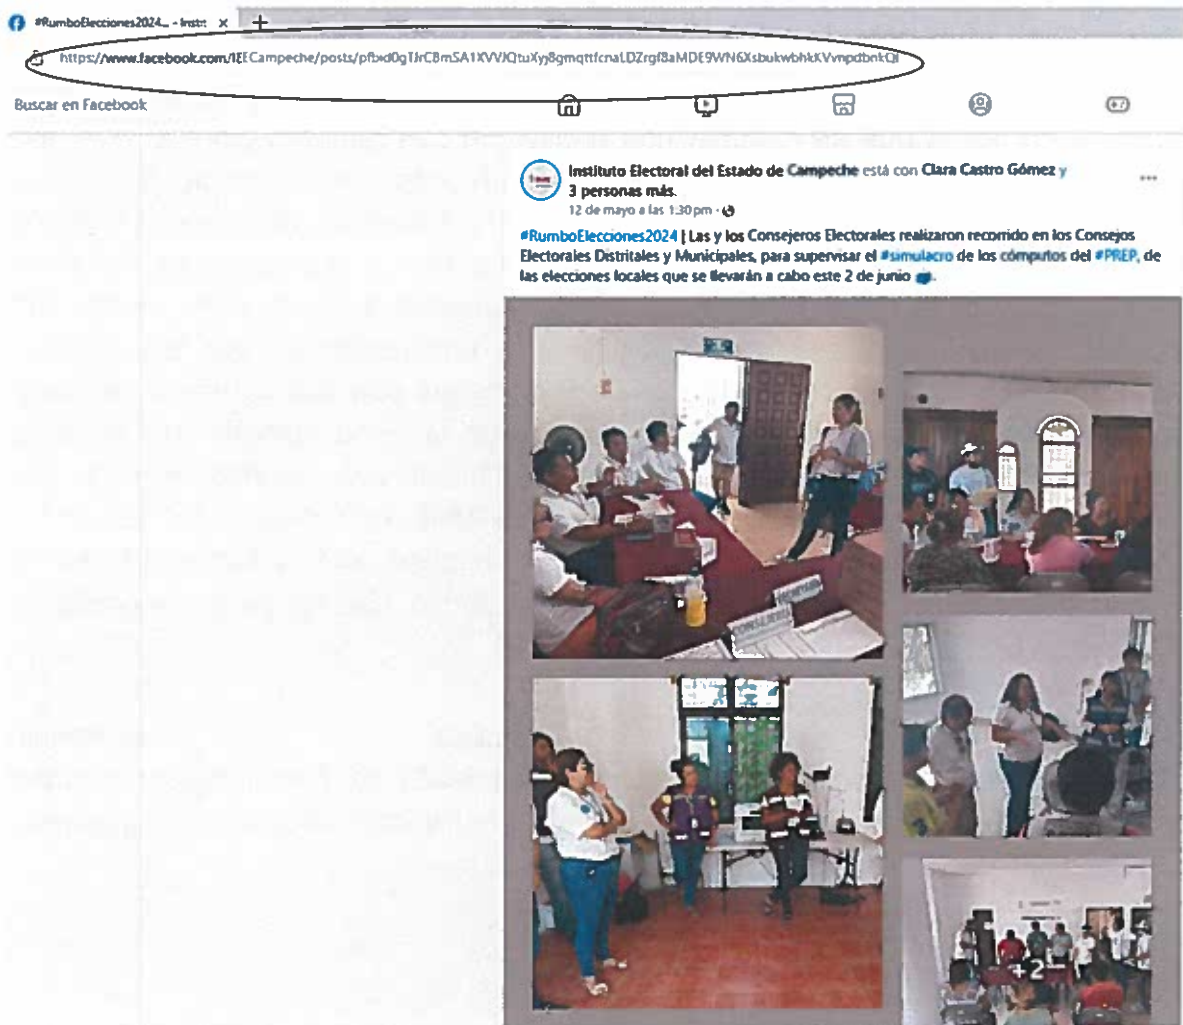 #RumboElecciones2024... - Instit
https://www.facebook.com/IEECampeche/posts/
Buscar en Facebook
Instituto Electoral del Estado de Campeche está con Clara Castro Gómez y
3 personas más.
12 de mayo a las 1:30 pm ·
#RumboElecciones2024 | Las y los Consejeros Electorales realizaron recorrido en los Consejos
Electorales Distritales y Municipales, para supervisar el #simulacro de los cómputos del #PREP, de
las elecciones locales que se llevarán a cabo este 2 de junio
CONSEJERO
+2